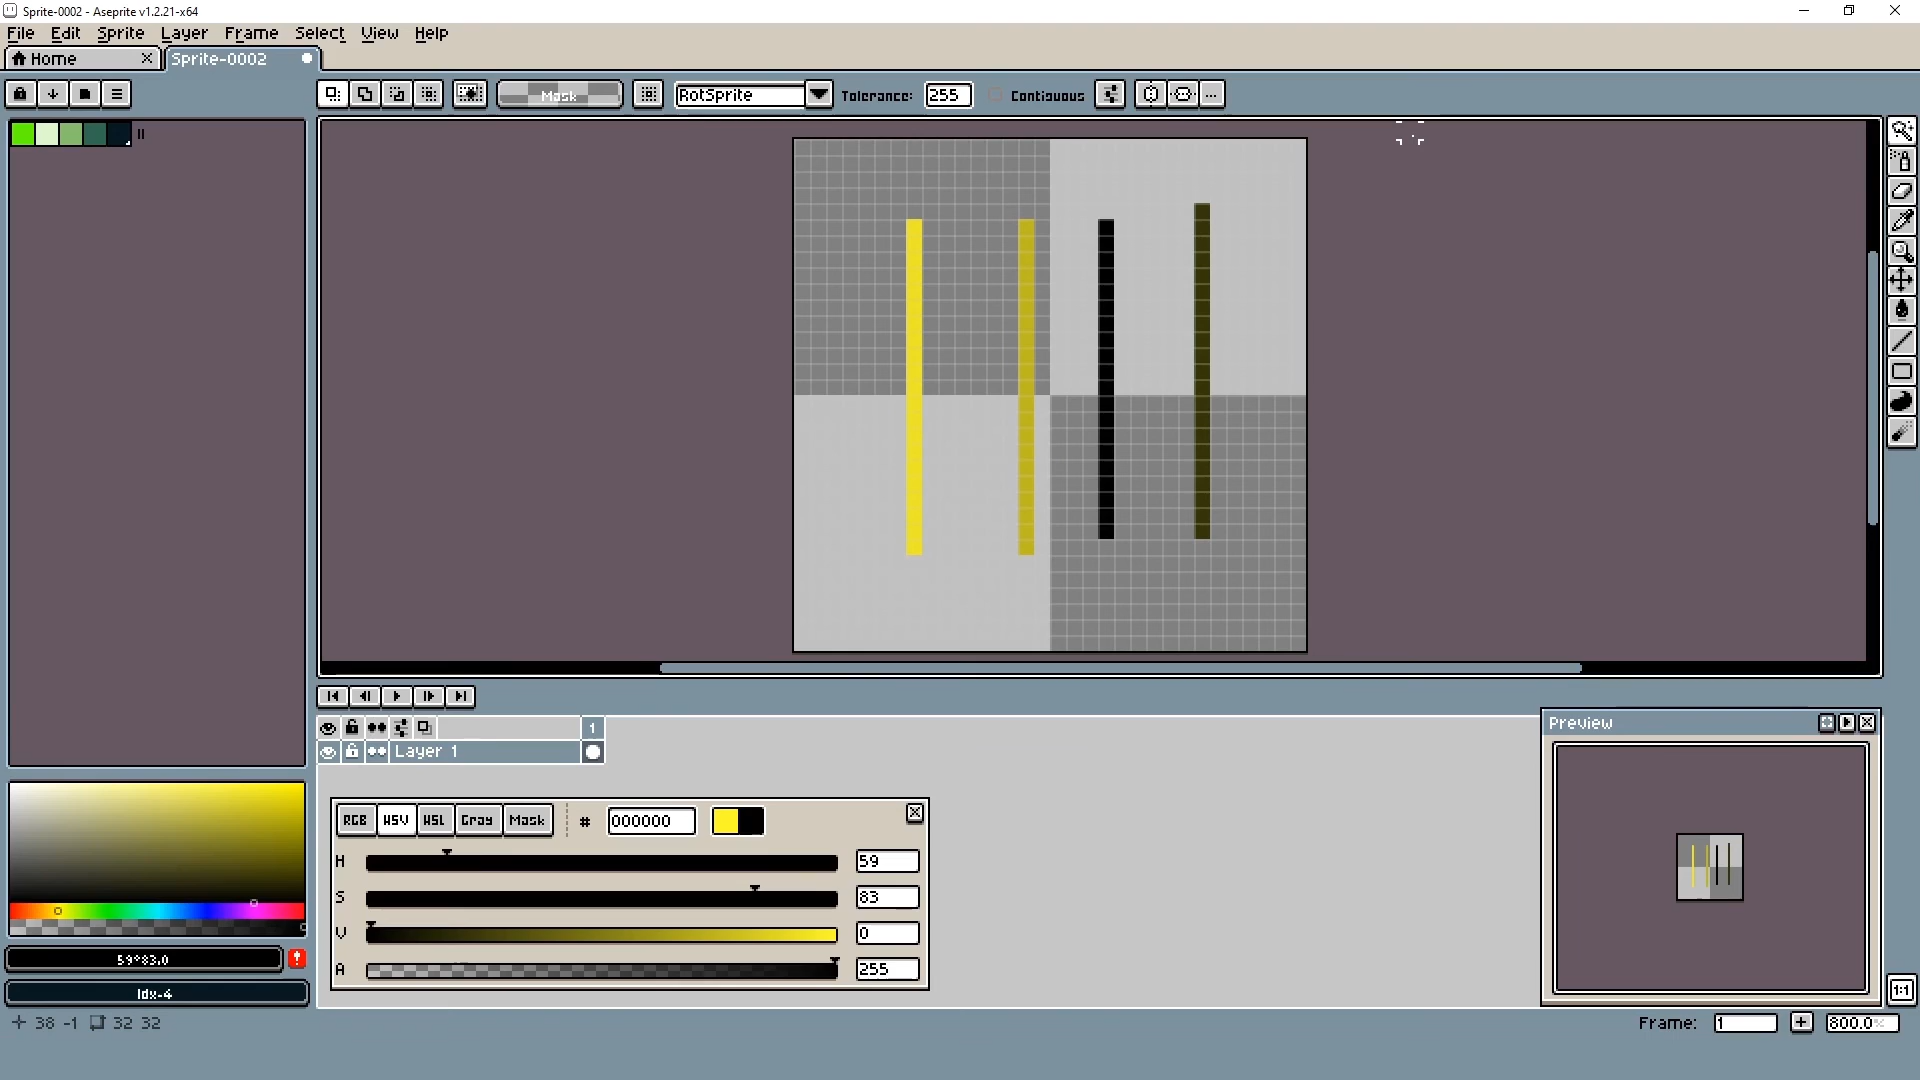 Sprite-0002 - Aseprite v1.2.21-x64
File Edit Sprite Layer Frame Select View Help
Home Sprite-0002
Mask RotSprite Tolerance: 255 Contiguous
1
Layer 1
Preview
RGB HSV HSL Gray Mask # 000000
H 59
S 83
V 0
A 255
59°83,0
Idx-4
1:1
38 -1 32 32
Frame: 1 800.0%